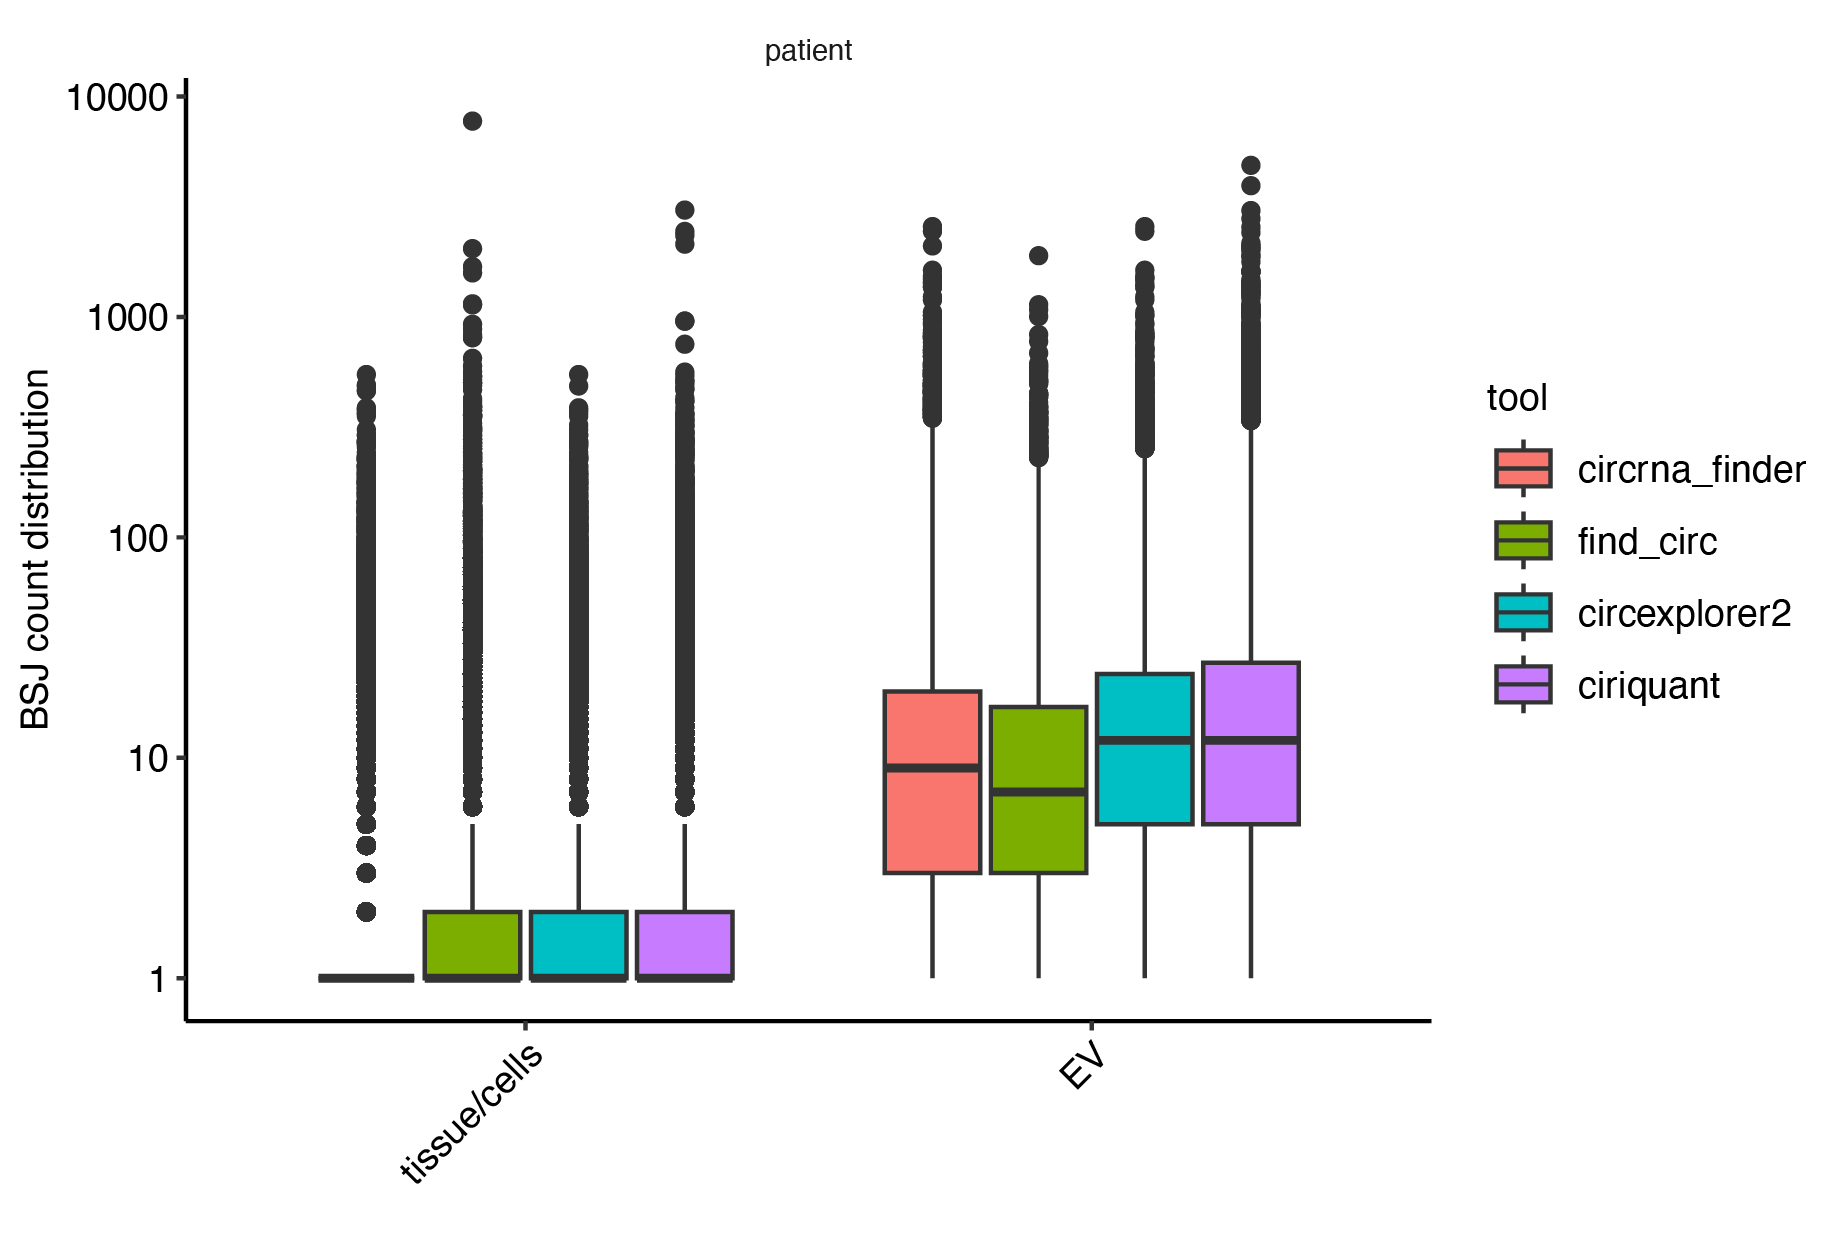 patient
BSJ count distribution
10000
1000
100
10
1
tissue/cells
EV
tool
circrna_finder
find_circ
circexplorer2
ciriquant